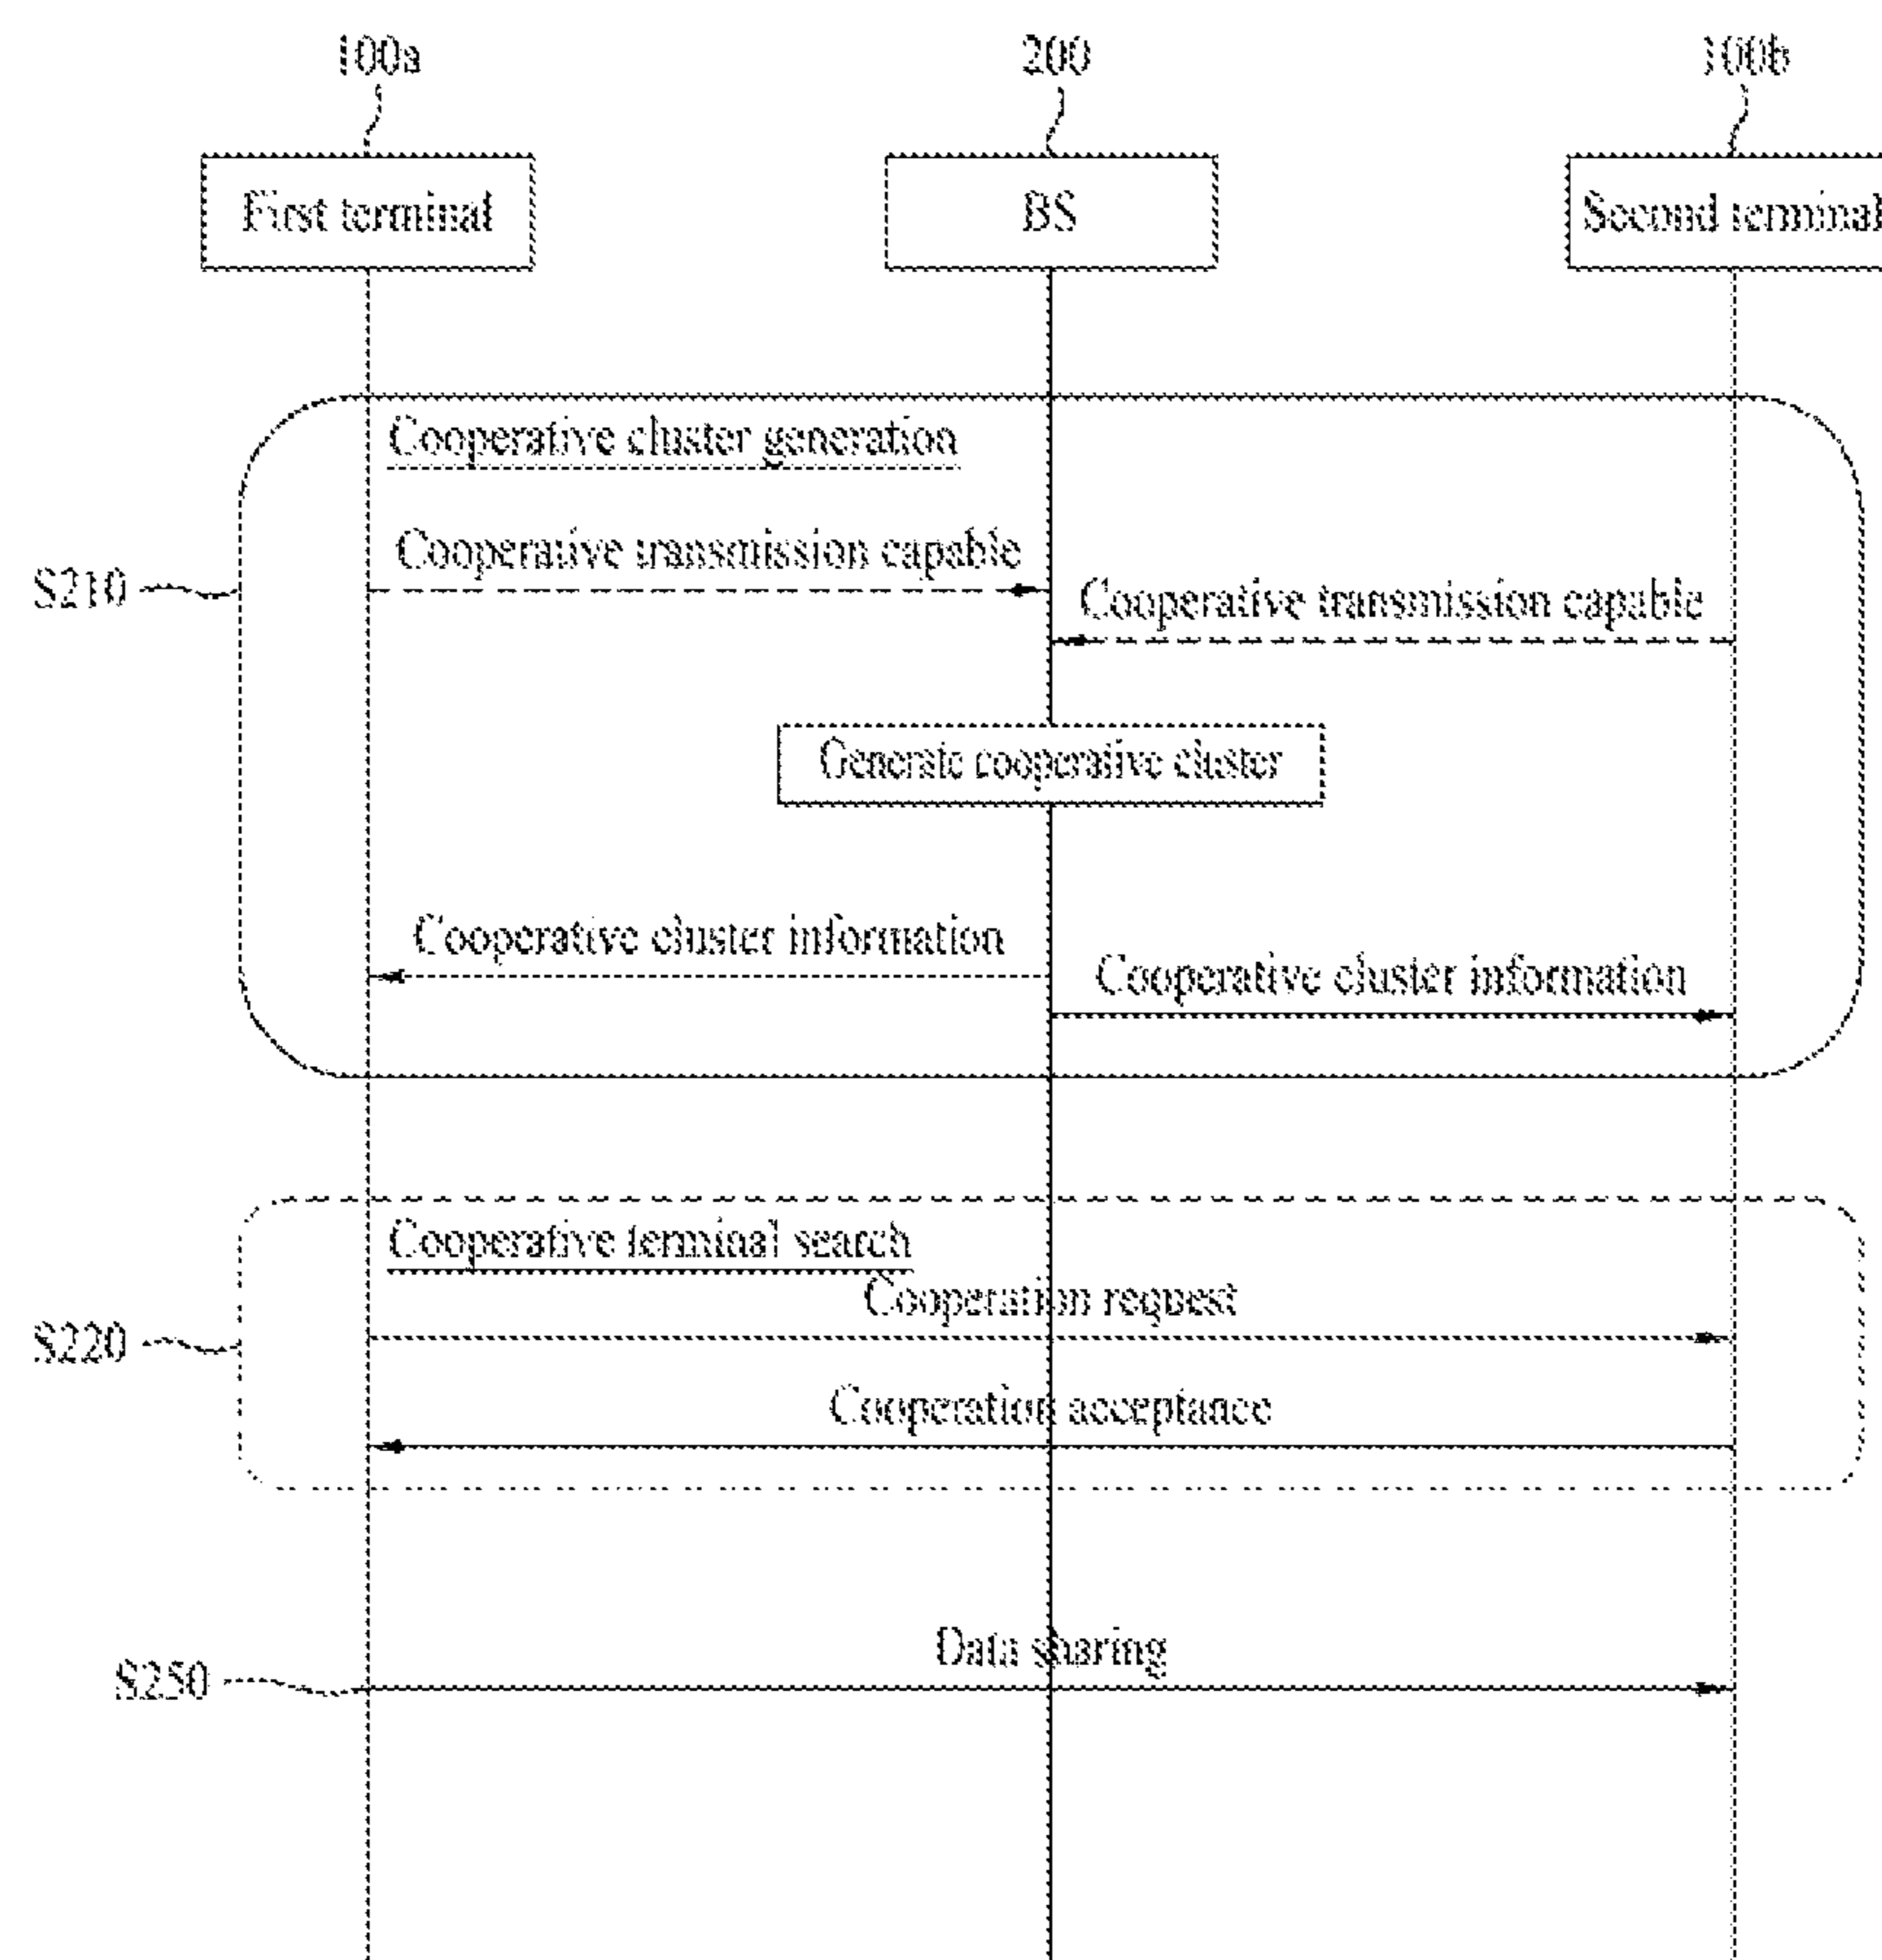 100a
200
100b
First terminal
BS
Second terminal
Cooperative cluster generation
Cooperative transmission capable
S210
Cooperative transmission capable
Generate cooperative cluster
Cooperative cluster information
Cooperative cluster information
Cooperative terminal search
Cooperation request
S220
Cooperation acceptance
Data sharing
S250